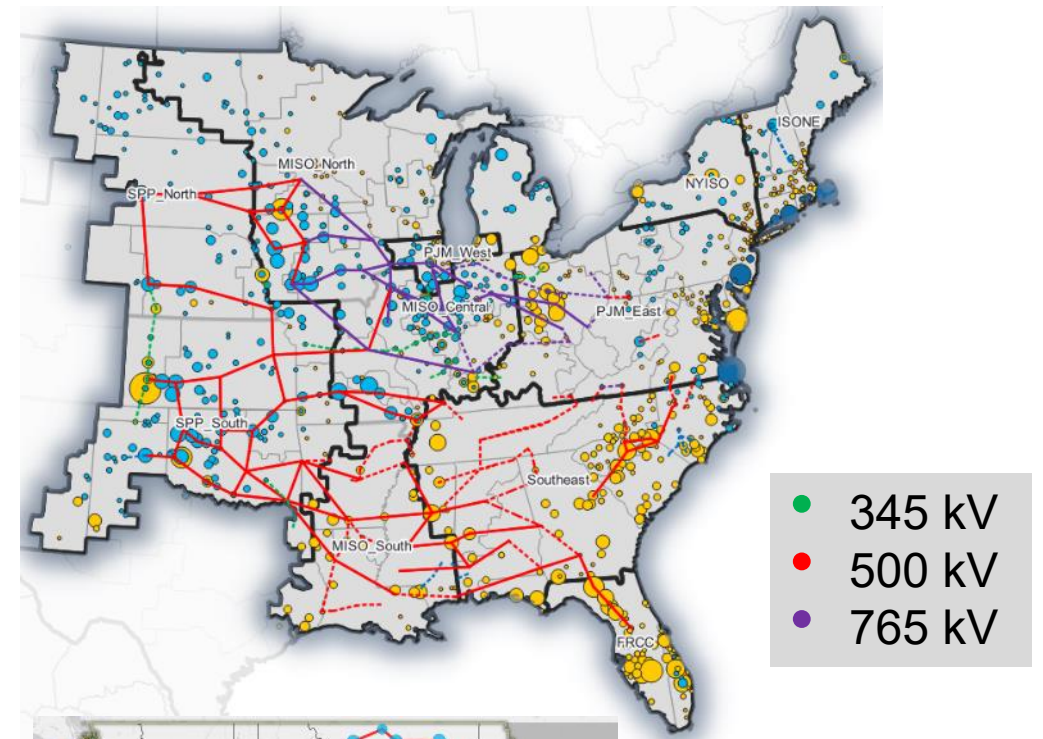 ISONE
MISO_North
NYISO
SPP_North
PJM_West
MISO_Central
PJM_East
SPP_South
Southeast
MISO_South
FRCC
345 kV
500 kV
765 kV